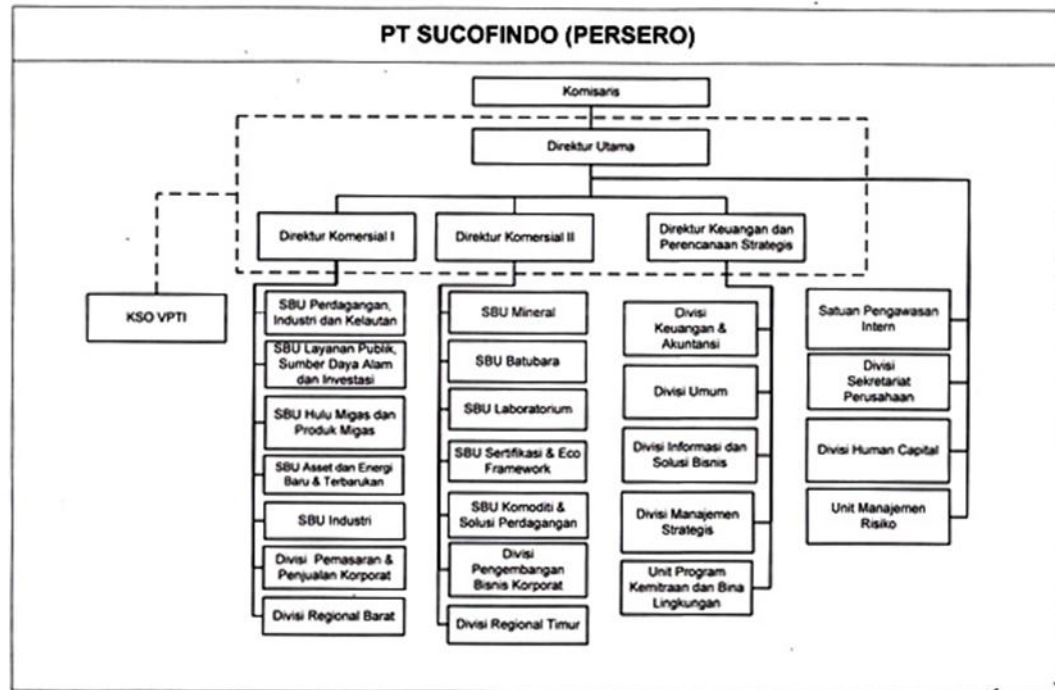 PT SUCOFINDO (PERSERO)
Komisaris
Direktur Utama
Direktur Komersial I
Direktur Komersial II
Direktur Keuangan dan
Perencanaan Strategis
KSO VPTI
SBU Perdagangan,
Industri dan Kelautan
SBU Layanan Publik,
Sumber Daya Alam
dan Investasi
SBU Hulu Migas dan
Produk Migas
SBU Asset dan Energi
Baru & Terbarukan
SBU Industri
Divisi Pemasaran &
Penjualan Korporat
Divisi Regional Barat
SBU Mineral
SBU Batubara
SBU Laboratorium
SBU Sertifikasi & Eco
Framework
SBU Komoditi &
Solusi Perdagangan
Divisi
Pengembangan
Bisnis Korporat
Divisi Regional Timur
Divisi
Keuangan &
Akuntansi
Divisi Umum
Divisi Informasi dan
Solusi Bisnis
Divisi Manajemen
Strategis
Unit Program
Kemitraan dan Bina
Lingkungan
Satuan Pengawasan
Intern
Divisi
Sekretariat
Perusahaan
Divisi Human Capital
Unit Manajemen
Risiko